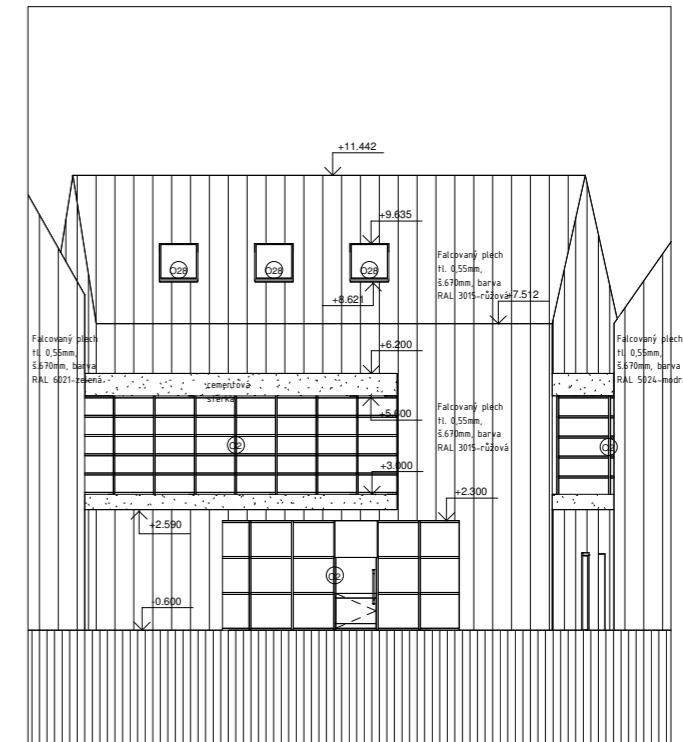 +11.442
+9.635
O28 O28 O28
Falcovaný plech
tl. 0,55mm,
š.670mm, barva
RAL 3015-růžová
+8.621
+7.512
Falcovaný plech
tl. 0,55mm,
š.670mm, barva
RAL 6021-zelená
+6.200
Falcovaný plech
tl. 0,55mm,
š.670mm, barva
RAL 5024-modr
cementová
stěrka
+5.600
Falcovaný plech
tl. 0,55mm,
š.670mm, barva
RAL 3015-růžová
O2
O2
+3.000
+2.300
+2.590
O2
-0.600